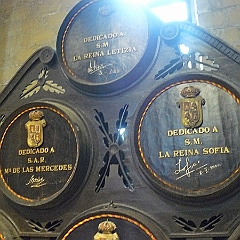 DEDICADO A
S.M.
LA REINA LETIZIA
DEDICADO A
S.A.R.
Mª DE LAS MERCEDES
DEDICADO A
S.M.
LA REINA SOFIA